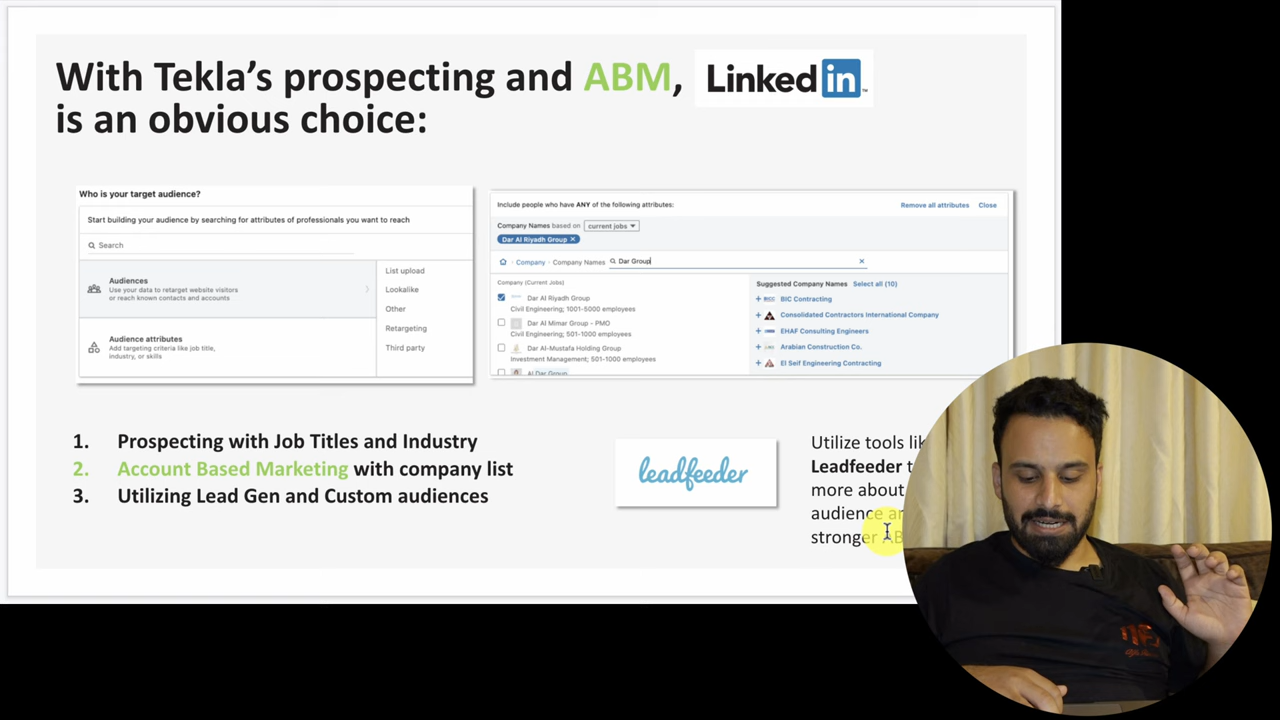 With Tekla's prospecting and ABM, Linked in
is an obvious choice:
Who is your target audience?
Start building your audience by searching for attributes of professionals you want to reach
Search
Audiences
Use your data to retarget website visitors
or reach known contacts and accounts
Audience attributes
Add targeting criteria like job title,
industry, or skills
List upload
Lookalike
Other
Retargeting
Third party
Include people who have ANY of the following attributes:
Remove all attributes Close
Company Names based on current jobs
Dar Al Riyadh Group
Company Company Names Dar Group
Company (Current Jobs)
Dar Al Riyadh Group
Civil Engineering; 1001-5000 employees
Dar Al Mimar Group - PMO
Civil Engineering; 501-1000 employees
Dar Al-Mustafa Holding Group
Investment Management; 501-1000 employees
Al Dar Group
Suggested Company Names Select all (10)
+ BIC Contracting
+ Consolidated Contractors International Company
+ EHAF Consulting Engineers
+ Arabian Construction Co.
+ El Seif Engineering Contracting
1. Prospecting with Job Titles and Industry
2. Account Based Marketing with company list
3. Utilizing Lead Gen and Custom audiences
leadfeeder
Utilize tools
Leadfeeder
more about
audience
stronger